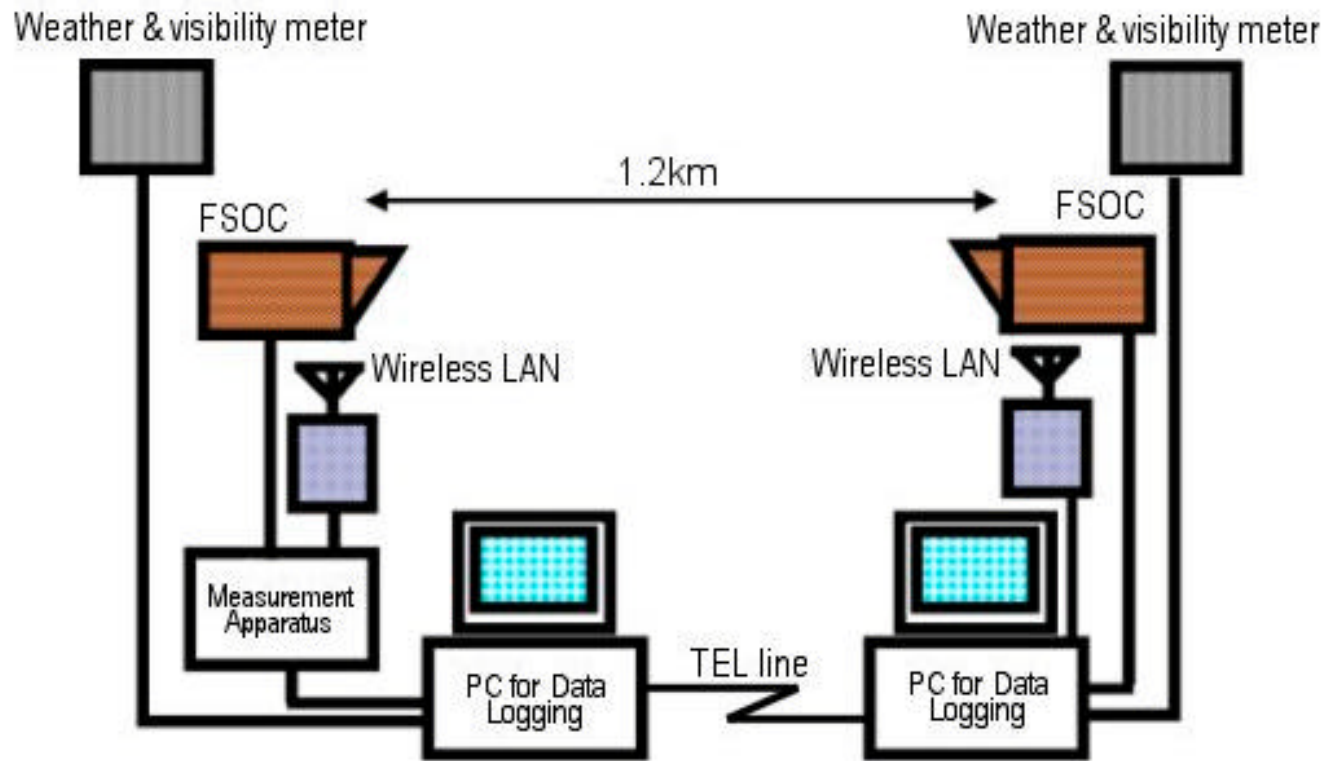 Weather & visibility meter
Weather & visibility meter
1.2km
FSOC
FSOC
Wireless LAN
Wireless LAN
Measurement
Apparatus
TEL line
PC for Data
Logging
PC for Data
Logging